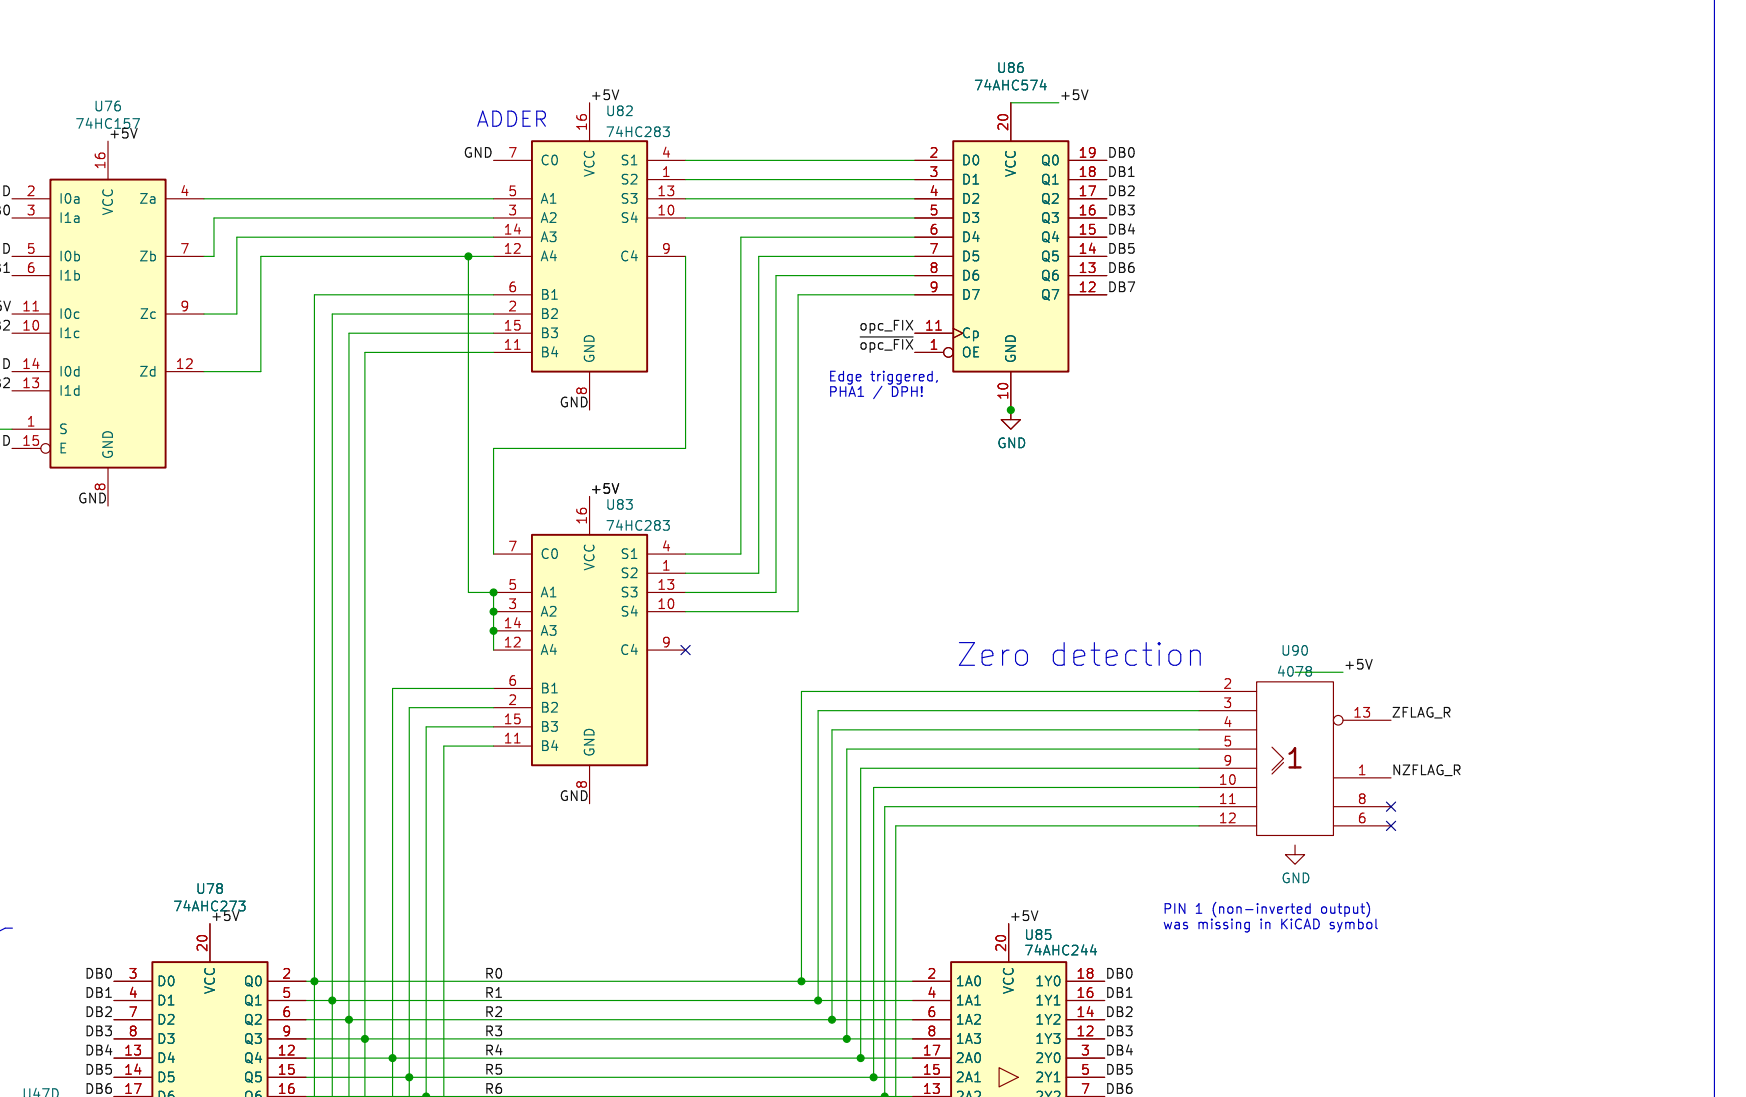 U76
74HC157
+5V
16
VCC
D 2 I0a Za 4
3 I1a
D 5 I0b Zb 7
6 I1b
11 I0c Zc 9
10 I1c
D 14 I0d Zd 12
13 I1d
1 S
D 15 E
GND
8
GND
ADDER
+5V
U82
74HC283
16
VCC
GND 7 C0 S1 4
S2 1
5 A1 S3 13
3 A2 S4 10
14 A3
12 A4 C4 9
6 B1
2 B2
15 B3
11 B4
GND
8
GND
U86
74AHC574
+5V
20
VCC
2 D0 Q0 19 DB0
3 D1 Q1 18 DB1
4 D2 Q2 17 DB2
5 D3 Q3 16 DB3
6 D4 Q4 15 DB4
7 D5 Q5 14 DB5
8 D6 Q6 13 DB6
9 D7 Q7 12 DB7
opc_FIX 11 Cp
opc_FIX 1 OE
GND
10
GND
Edge triggered,
PHA1 / DPH!
+5V
U83
74HC283
16
VCC
7 C0 S1 4
S2 1
5 A1 S3 13
3 A2 S4 10
14 A3
12 A4 C4 9
6 B1
2 B2
15 B3
11 B4
GND
8
GND
Zero detection
U90
4078
+5V
2
3
4
5
9
10
11
12
≥1
13 ZFLAG_R
1 NZFLAG_R
8
6
GND
PIN 1 (non-inverted output)
was missing in KiCAD symbol
U78
74AHC273
+5V
20
VCC
DB0 3 D0 Q0 2 R0
DB1 4 D1 Q1 5 R1
DB2 7 D2 Q2 6 R2
DB3 8 D3 Q3 9 R3
DB4 13 D4 Q4 12 R4
DB5 14 D5 Q5 15 R5
DB6 17 D6 Q6 16 R6
U47D
+5V
U85
74AHC244
20
VCC
2 1A0 1Y0 18 DB0
4 1A1 1Y1 16 DB1
6 1A2 1Y2 14 DB2
8 1A3 1Y3 12 DB3
17 2A0 2Y0 3 DB4
15 2A1 2Y1 5 DB5
13 2A2 2Y2 7 DB6